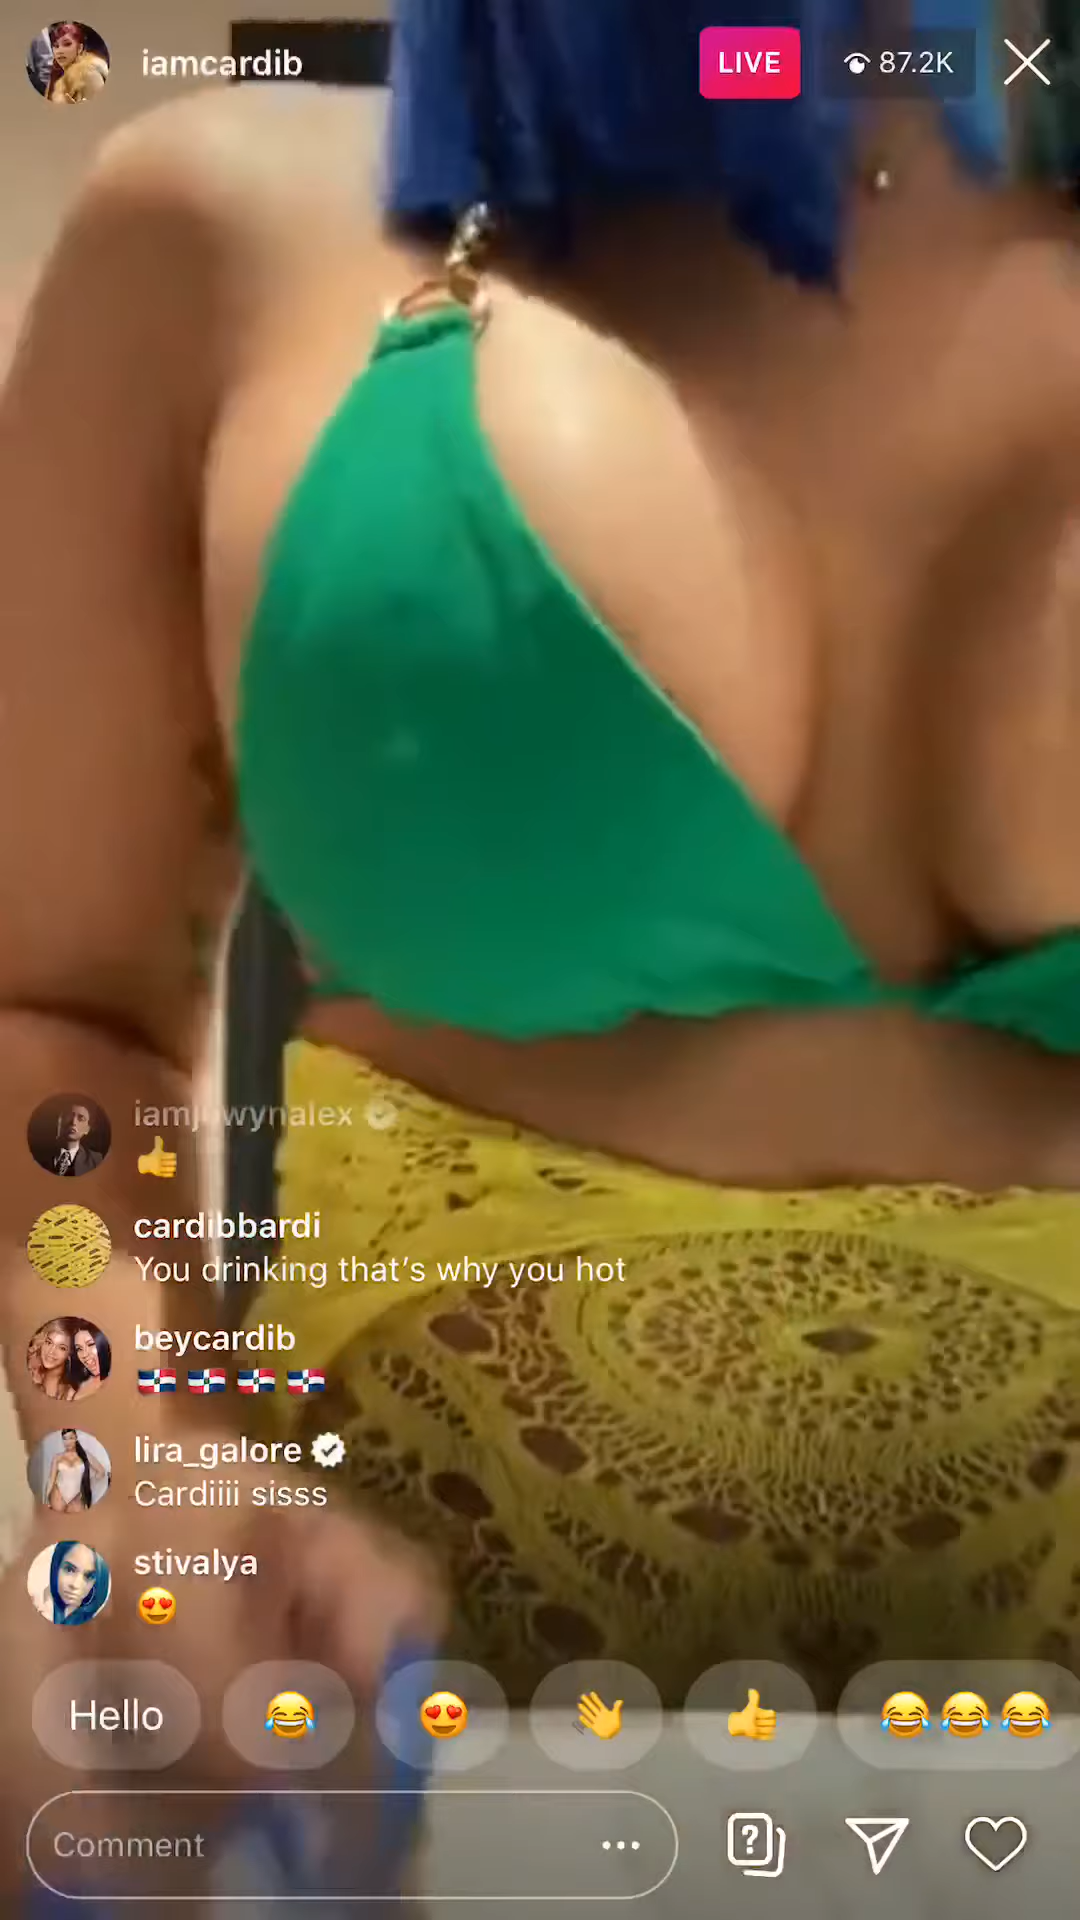 iamcardib
LIVE
87.2K
You drinking that's why you hot
cardibbardi
beycardib
lira_galore
Cardiiii sisss
stivalya
Hello
Comment